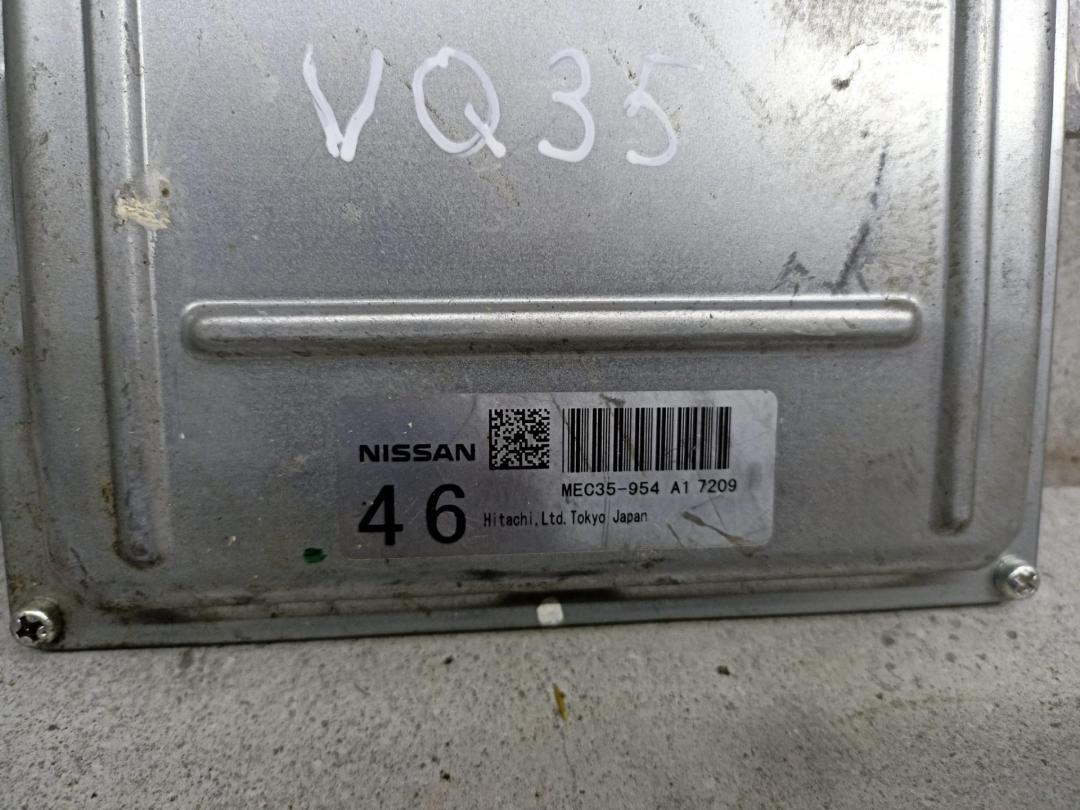 VQ35
NISSAN
MEC35-954 A1 7209
46
Hitachi,Ltd.Tokyo Japan